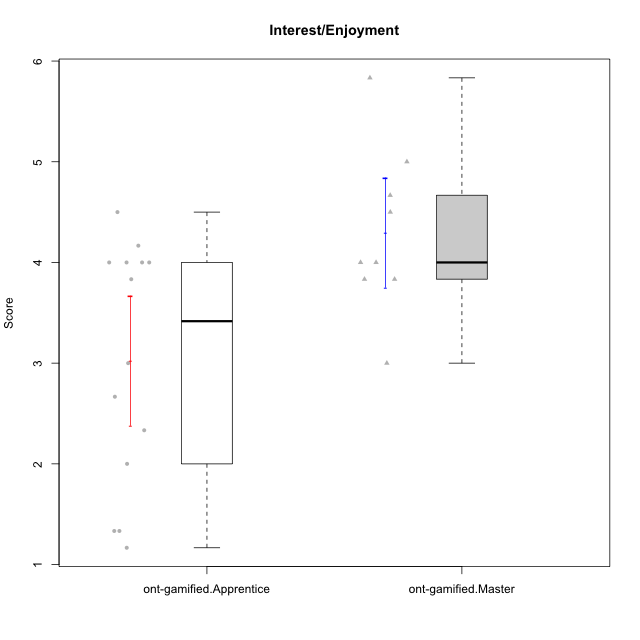 Interest/Enjoyment
Score
6
5
4
3
2
1
ont-gamified.Apprentice
ont-gamified.Master